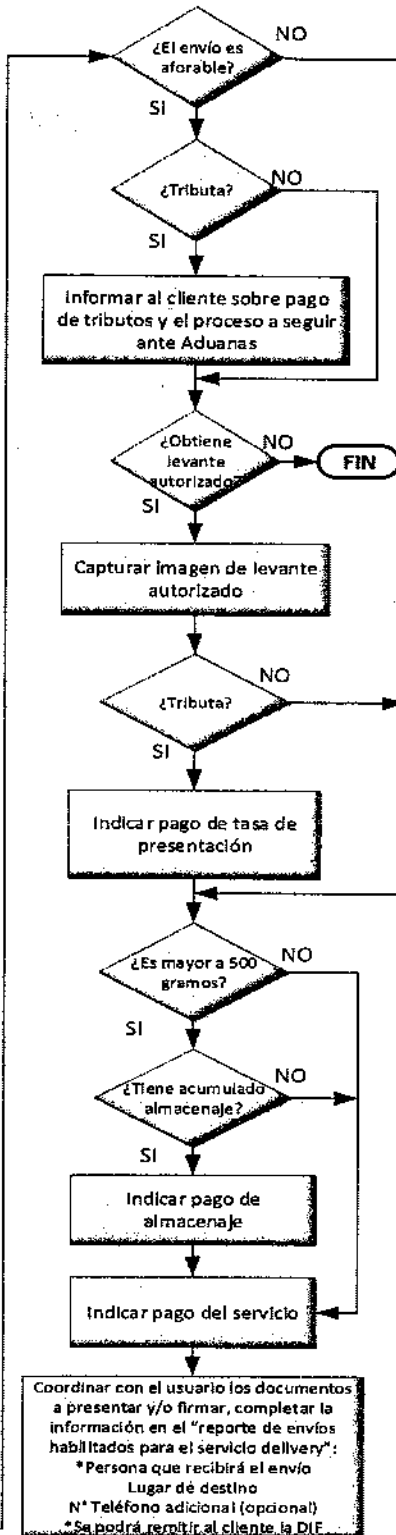 ¿El envío es
aforable?
NO
SI
¿Tributa?
NO
SI
Informar al cliente sobre pago
de tributos y el proceso a seguir
ante Aduanas
¿Obtiene
levante
autorizado?
NO
FIN
SI
Capturar imagen de levante
autorizado
¿Tributa?
NO
SI
Indicar pago de tasa de
presentación
¿Es mayor a 500
gramos?
NO
SI
¿Tiene acumulado
almacenaje?
NO
SI
Indicar pago de
almacenaje
Indicar pago del servicio
Coordinar con el usuario los documentos
a presentar y/o firmar, completar la
información en el "reporte de envíos
habilitados para el servicio delivery":
*Persona que recibirá el envío
Lugar de destino
N° Teléfono adicional (opcional)
*Se podrá remitir al cliente la DIF